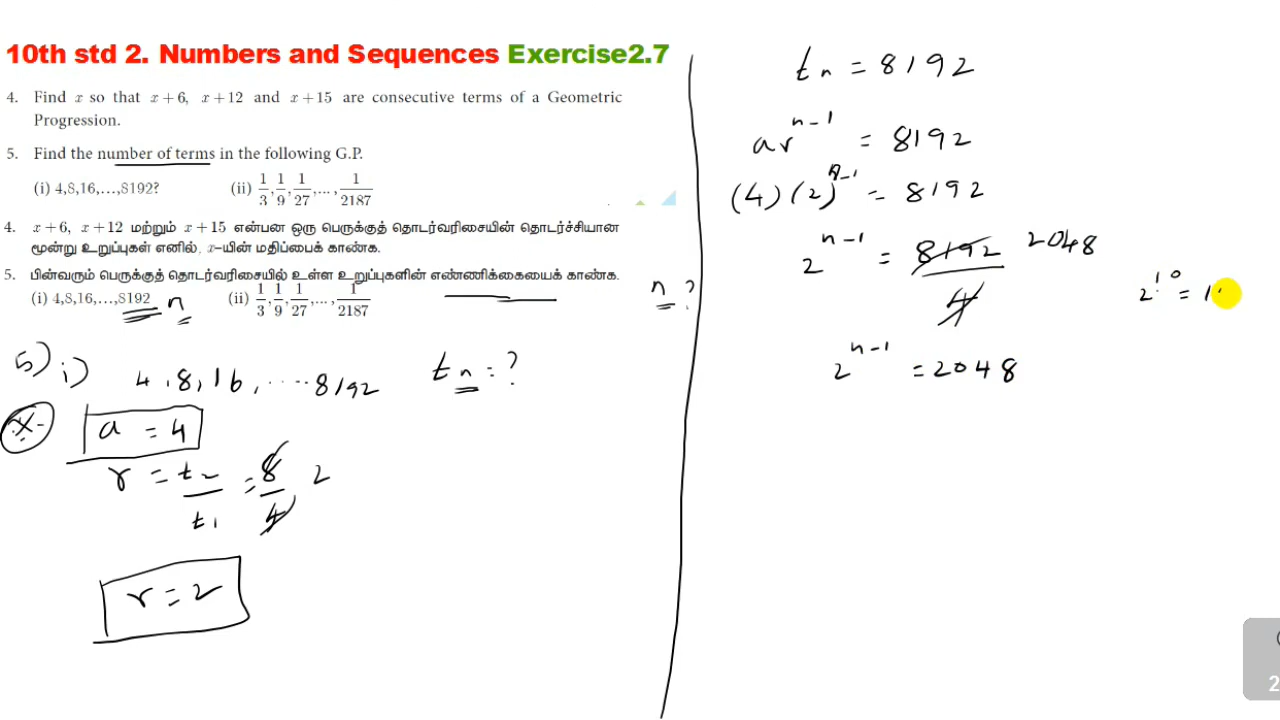 10th std 2. Numbers and Sequences Exercise2.7
4. Find x so that x+6, x+12 and x+15 are consecutive terms of a Geometric
Progression.
5. Find the number of terms in the following G.P.
(i) 4,8,16,...,8192? (ii) 1/3, 1/9, 1/27, ..., 1/2187
4. x+6, x+12 மற்றும் x+15 என்பன ஒரு பெருக்குத் தொடர்வரிசையின் தொடர்ச்சியான
மூன்று உறுப்புகள் எனில், x-யின் மதிப்பைக் காண்க.
5. பின்வரும் பெருக்குத் தொடர்வரிசையில் உள்ள உறுப்புகளின் எண்ணிக்கையைக் காண்க.
(i) 4,8,16,...,8192 n (ii) 1/3, 1/9, 1/27, ..., 1/2187
n ?
5) i) 4,8,16,....8192 tn = ?
a = 4
r = t2/t1 = 8/4 2
r = 2
tn = 8192
ar^n-1 = 8192
(4)(2)^n-1 = 8192
2^n-1 = 8192/4 2048
2^10 = 1
2^n-1 = 2048